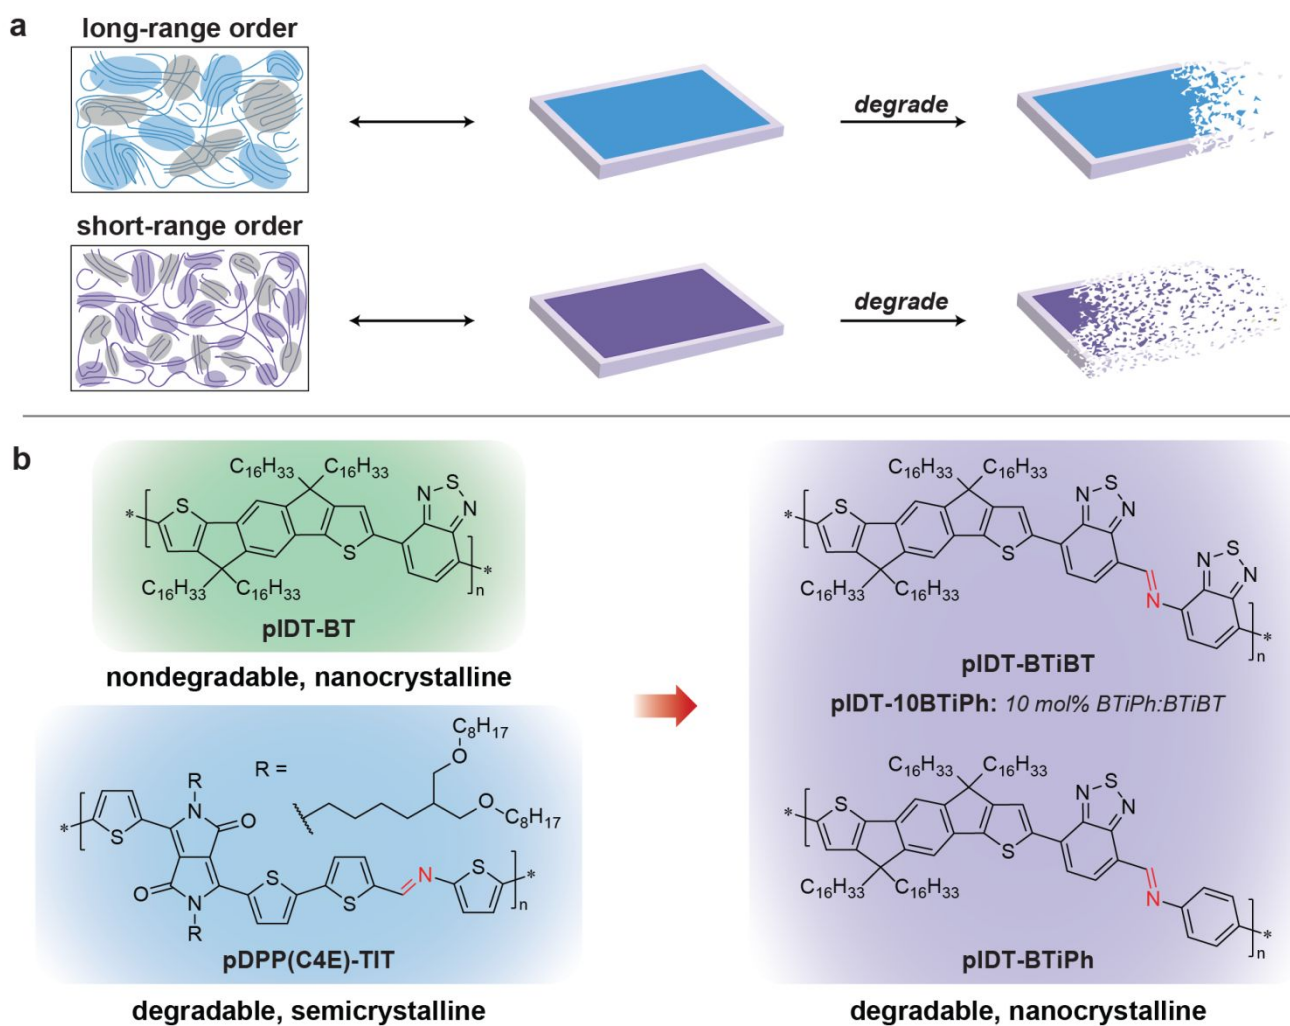 a
long-range order
degrade
short-range order
degrade
b
C16H33 C16H33
S
N S N
* [ S ]n *
C16H33 C16H33
pIDT-BT
nondegradable, nanocrystalline
R =
C8H17
O
O C8H17
R
N O
S
* [ S N S ]n *
O
N S S
R
pDPP(C4E)-TIT
degradable, semicrystalline
C16H33 C16H33
S
N S N
* [ S
N S N
C16H33 C16H33
N
]n *
pIDT-BTiBT
pIDT-10BTiPh: 10 mol% BTiPh:BTiBT
C16H33 C16H33
S
N S N
* [ S
C16H33 C16H33
N
]n *
pIDT-BTiPh
degradable, nanocrystalline